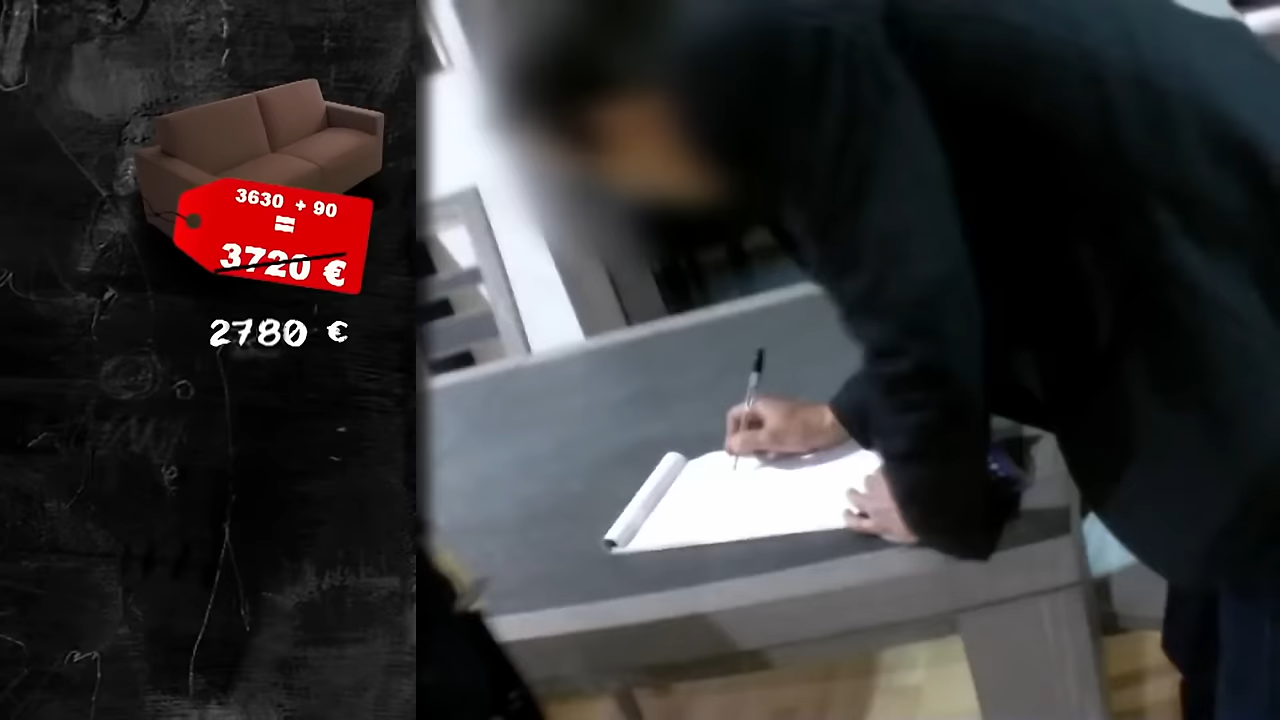 3630 + 90
=
3720 €
2780 €